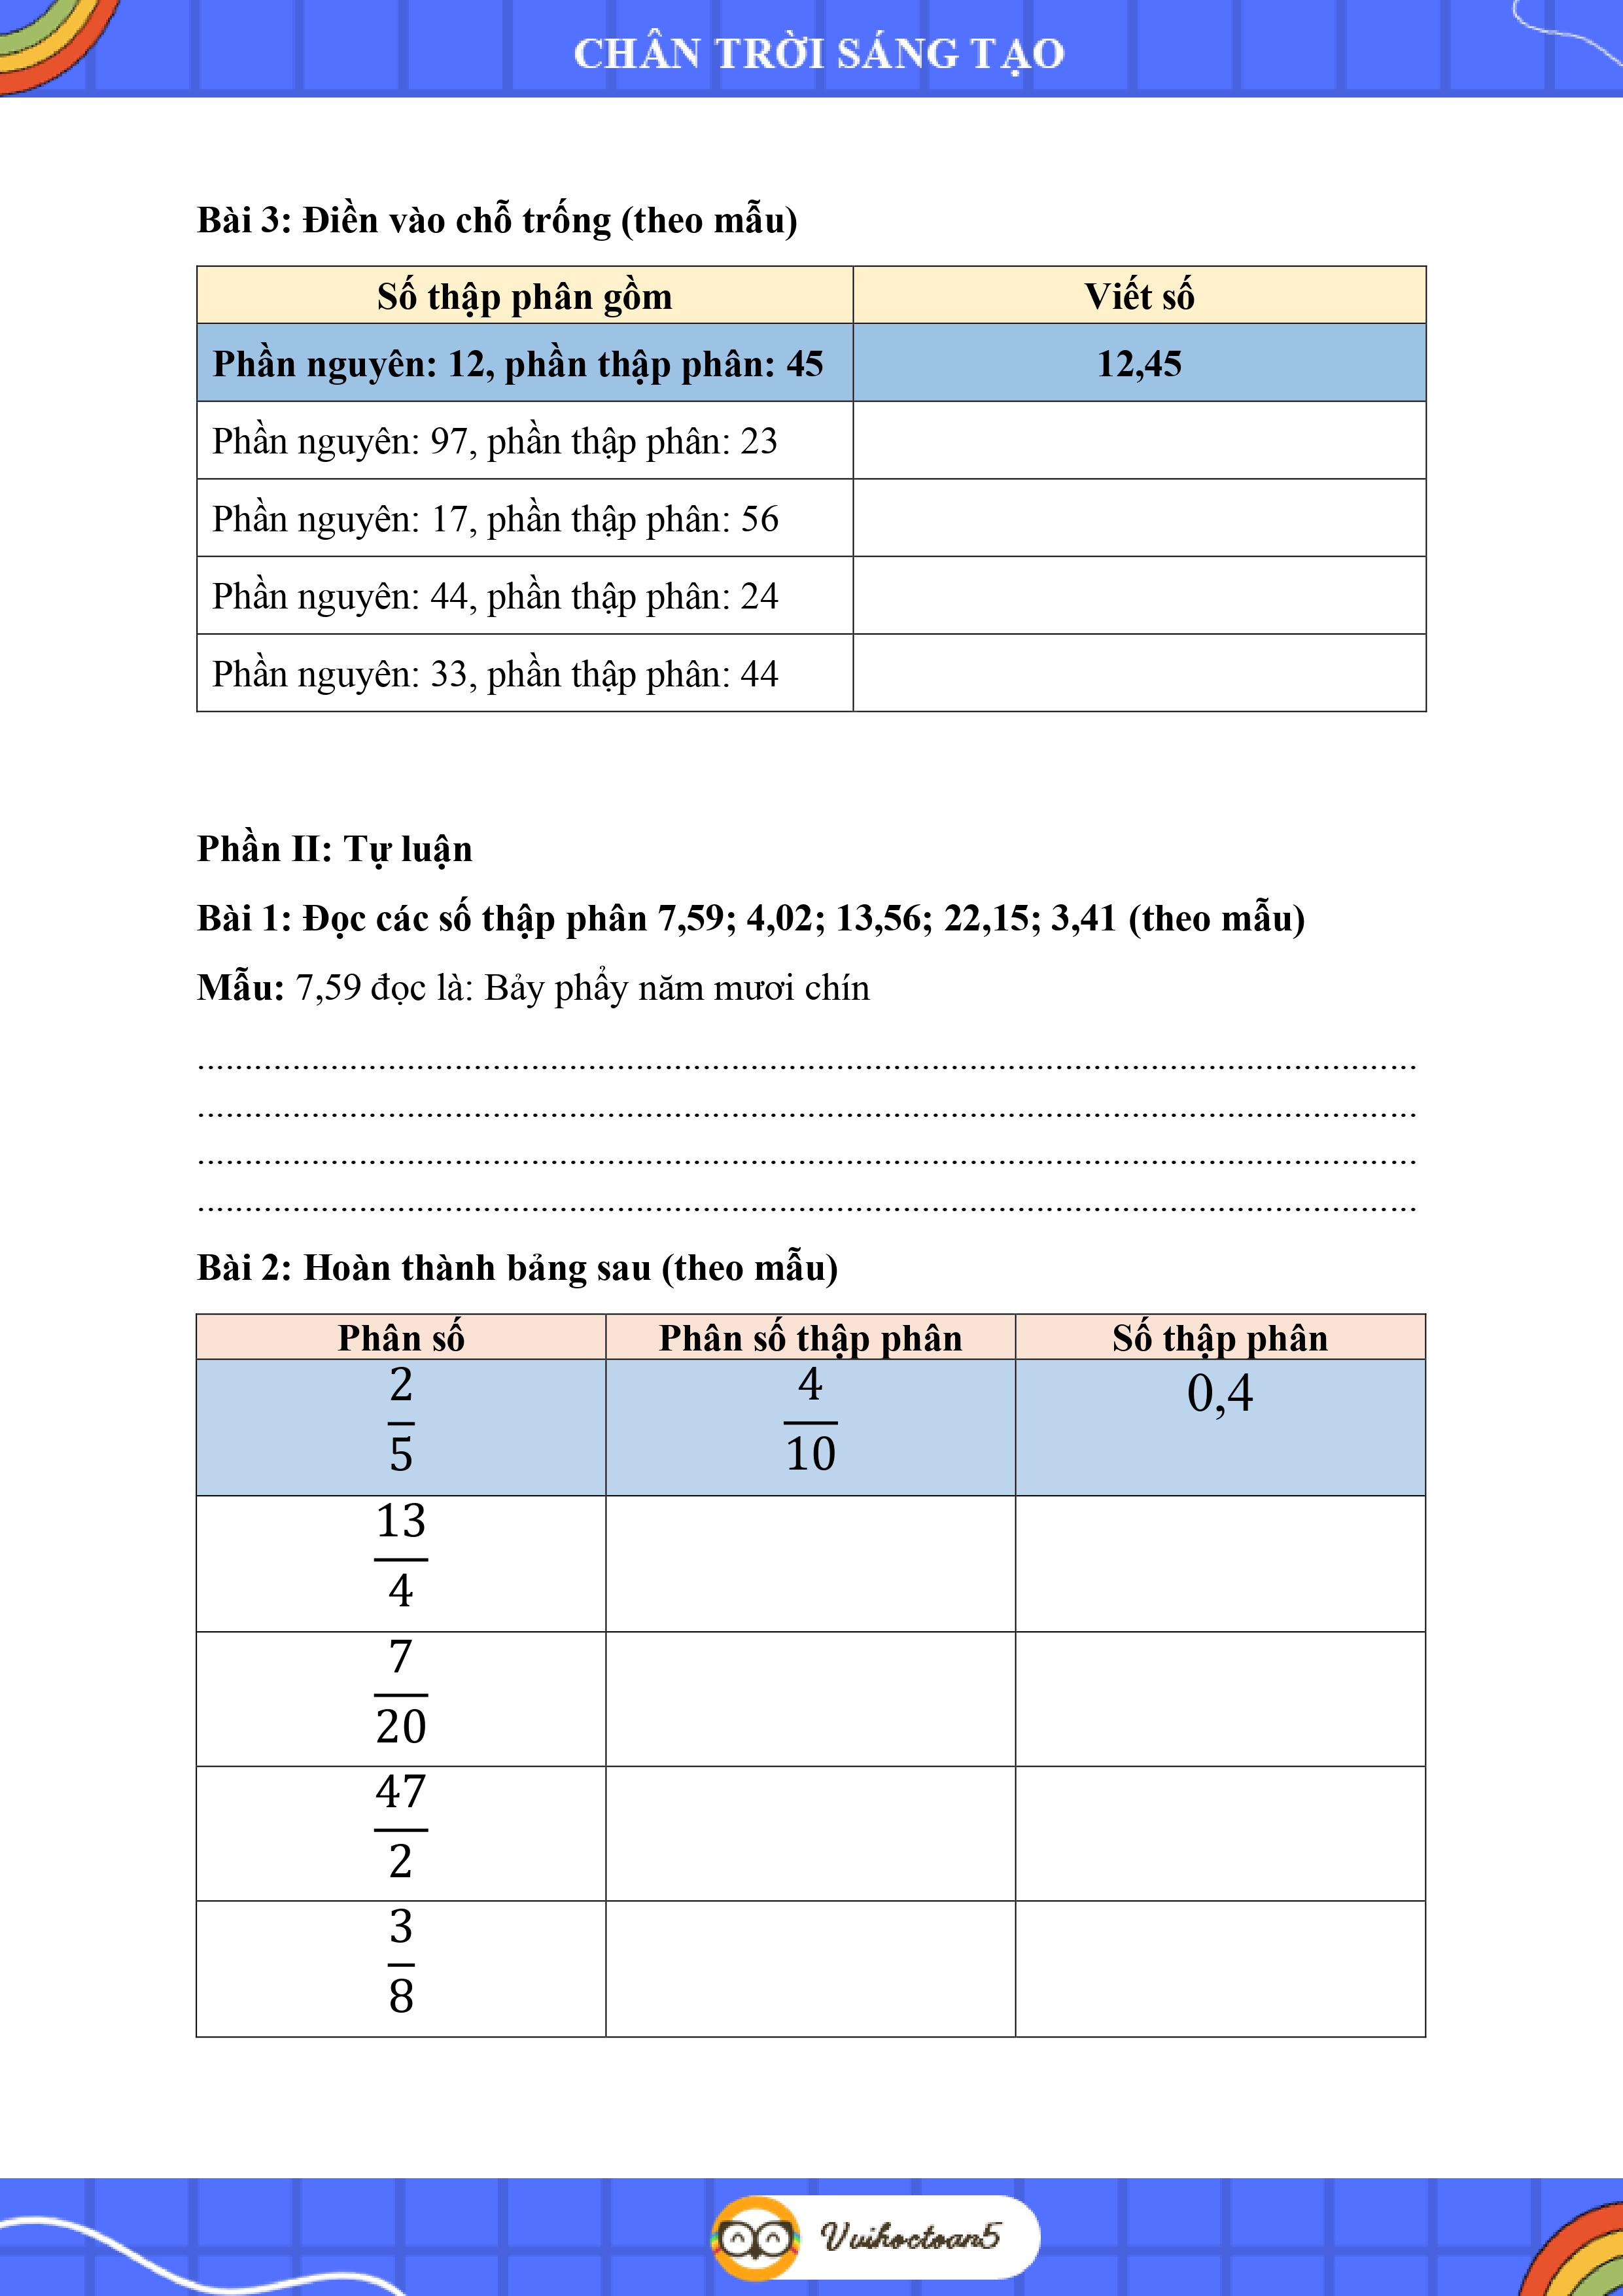 CHÂN TRỜI SÁNG TẠO
Bài 3: Điền vào chỗ trống (theo mẫu)
Số thập phân gồm Viết số
Phần nguyên: 12, phần thập phân: 45 12,45
Phần nguyên: 97, phần thập phân: 23
Phần nguyên: 17, phần thập phân: 56
Phần nguyên: 44, phần thập phân: 24
Phần nguyên: 33, phần thập phân: 44
Phần II: Tự luận
Bài 1: Đọc các số thập phân 7,59; 4,02; 13,56; 22,15; 3,41 (theo mẫu)
Mẫu: 7,59 đọc là: Bảy phẩy năm mươi chín
Bài 2: Hoàn thành bảng sau (theo mẫu)
Phân số Phân số thập phân Số thập phân
2/5 4/10 0,4
13/4
7/20
47/2
3/8
Vuihoctoan5